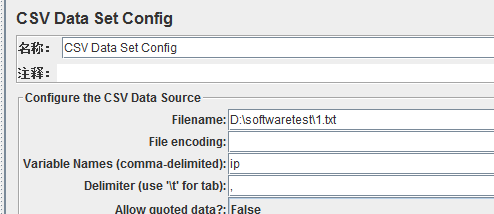 CSV Data Set Config
名称： CSV Data Set Config
注释：
Configure the CSV Data Source
Filename: D:\softwaretest\1.txt
File encoding:
Variable Names (comma-delimited): ip
Delimiter (use '\t' for tab): ,
Allow quoted data?: False